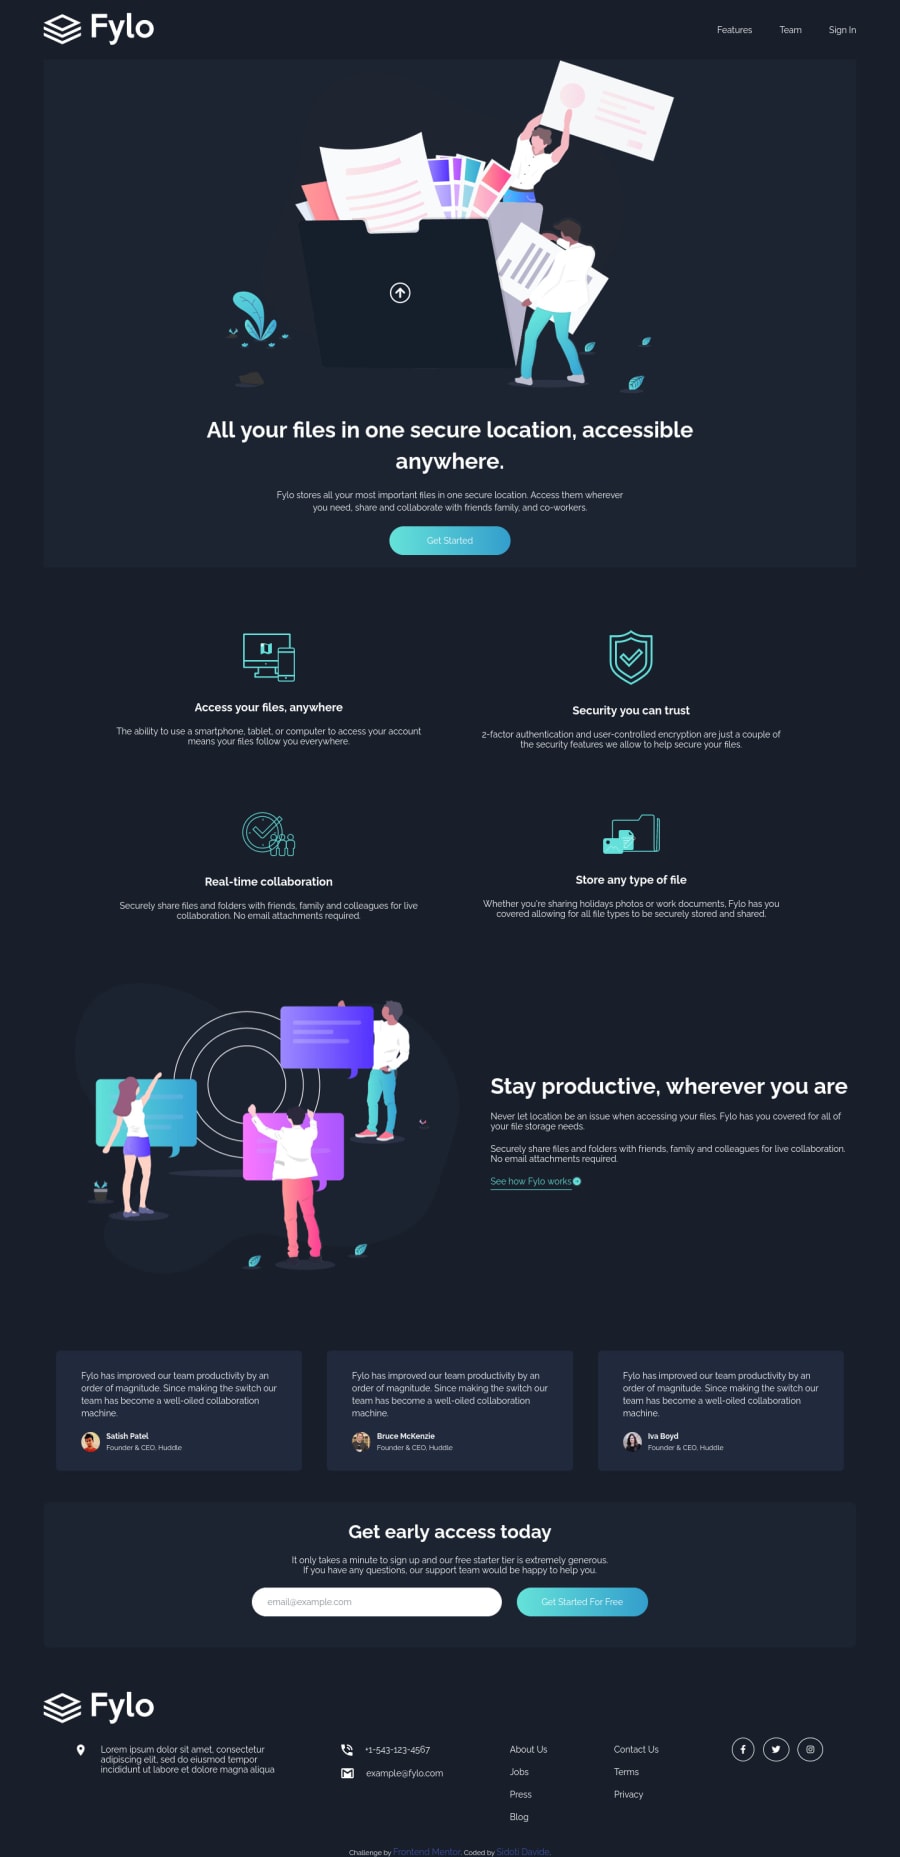 Fylo
Features Team Sign In
All your files in one secure location, accessible
anywhere.
Fylo stores all your most important files in one secure location. Access them wherever
you need, share and collaborate with friends family, and co-workers.
Get Started
Access your files, anywhere
The ability to use a smartphone, tablet, or computer to access your account
means your files follow you everywhere.
Security you can trust
2-factor authentication and user-controlled encryption are just a couple of
the security features we allow to help secure your files.
Real-time collaboration
Securely share files and folders with friends, family and colleagues for live
collaboration. No email attachments required.
Store any type of file
Whether you're sharing holidays photos or work documents, Fylo has you
covered allowing for all file types to be securely stored and shared.
Stay productive, wherever you are
Never let location be an issue when accessing your files. Fylo has you covered for all of
your file storage needs.
Securely share files and folders with friends, family and colleagues for live collaboration.
No email attachments required.
See how Fylo works
Fylo has improved our team productivity by an
order of magnitude. Since making the switch our
team has become a well-oiled collaboration
machine.
Satish Patel
Founder & CEO, Huddle
Fylo has improved our team productivity by an
order of magnitude. Since making the switch our
team has become a well-oiled collaboration
machine.
Bruce McKenzie
Founder & CEO, Huddle
Fylo has improved our team productivity by an
order of magnitude. Since making the switch our
team has become a well-oiled collaboration
machine.
Iva Boyd
Founder & CEO, Huddle
Get early access today
It only takes a minute to sign up and our free starter tier is extremely generous.
If you have any questions, our support team would be happy to help you.
email@example.com
Get Started For Free
Fylo
Lorem ipsum dolor sit amet, consectetur
adipiscing elit, sed do eiusmod tempor
incididunt ut labore et dolore magna aliqua
+1-543-123-4567
example@fylo.com
About Us
Jobs
Press
Blog
Contact Us
Terms
Privacy
Challenge by Frontend Mentor. Coded by Sidoti Davide.